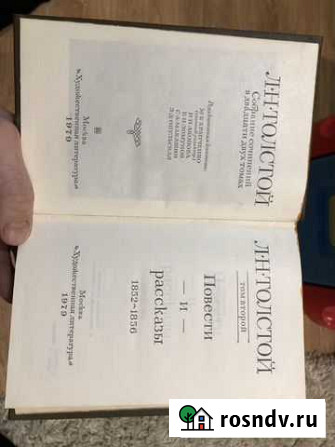 Л·Н·ТОЛСТОЙ
Собрание сочинений
в двадцати двух томах
Москва
«Художественная литература»
1979
Л·Н·ТОЛСТОЙ
ТОМ ВТОРОЙ
Повести
— И —
рассказы
1852–1856
Москва
«Художественная литература»
1979
rosndv.ru